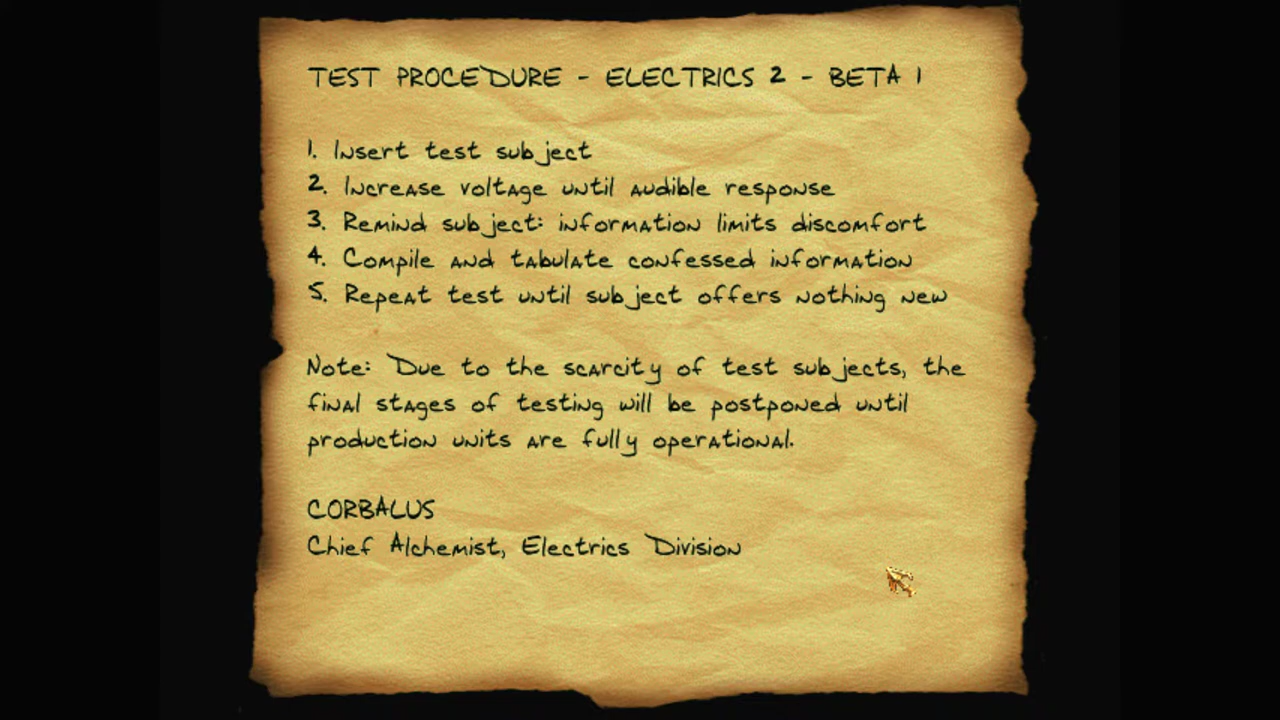 TEST PROCEDURE - ELECTRICS 2 - BETA 1
1. Insert test subject
2. Increase voltage until audible response
3. Remind subject: information limits discomfort
4. Compile and tabulate confessed information
5. Repeat test until subject offers nothing new
Note: Due to the scarcity of test subjects, the
final stages of testing will be postponed until
production units are fully operational.
CORBALUS
Chief Alchemist, Electrics Division